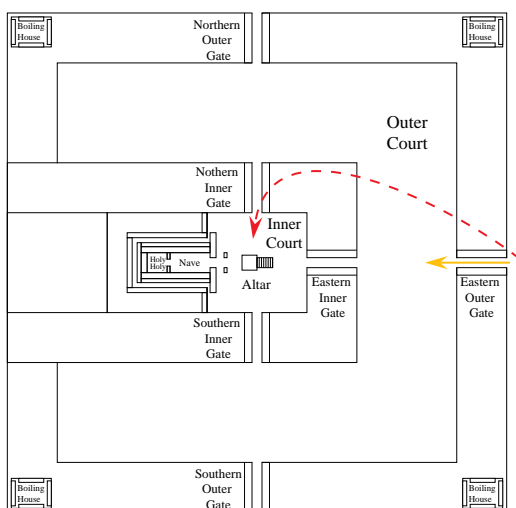 Boiling
House
Northern
Outer
Gate
Boiling
House
Outer
Court
Nothern
Inner
Gate
Inner
Court
Holy
Holy
Nave
Altar
Eastern
Inner
Gate
Eastern
Outer
Gate
Southern
Inner
Gate
Boiling
House
Southern
Outer
Gate
Boiling
House